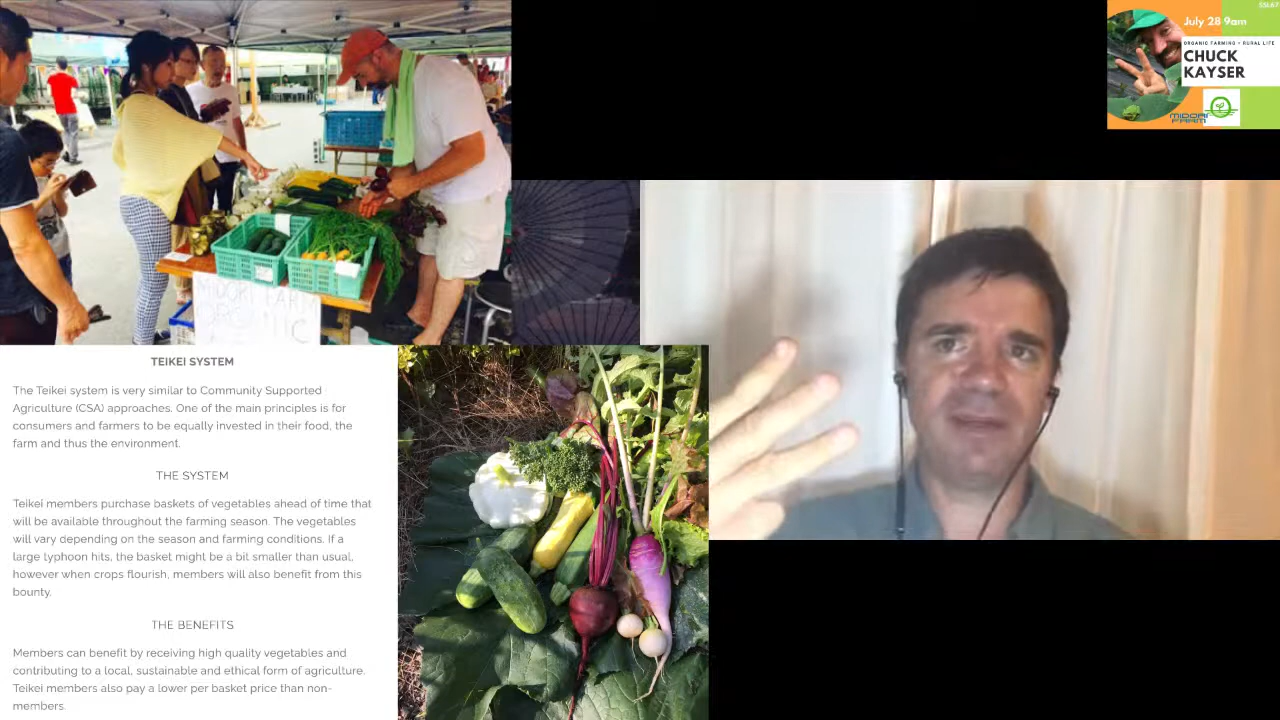 SSL67
July 28 9am
ORGANIC FARMING + RURAL LIFE
CHUCK
KAYSER
MIDORI
FARM
MIDORI FARM
ORGANIC
TEIKEI SYSTEM
The Teikei system is very similar to Community Supported
Agriculture (CSA) approaches. One of the main principles is for
consumers and farmers to be equally invested in their food, the
farm and thus the environment.
THE SYSTEM
Teikei members purchase baskets of vegetables ahead of time that
will be available throughout the farming season. The vegetables
will vary depending on the season and farming conditions. If a
large typhoon hits, the basket might be a bit smaller than usual,
however when crops flourish, members will also benefit from this
bounty.
THE BENEFITS
Members can benefit by receiving high quality vegetables and
contributing to a local, sustainable and ethical form of agriculture.
Teikei members also pay a lower per basket price than non-
members.